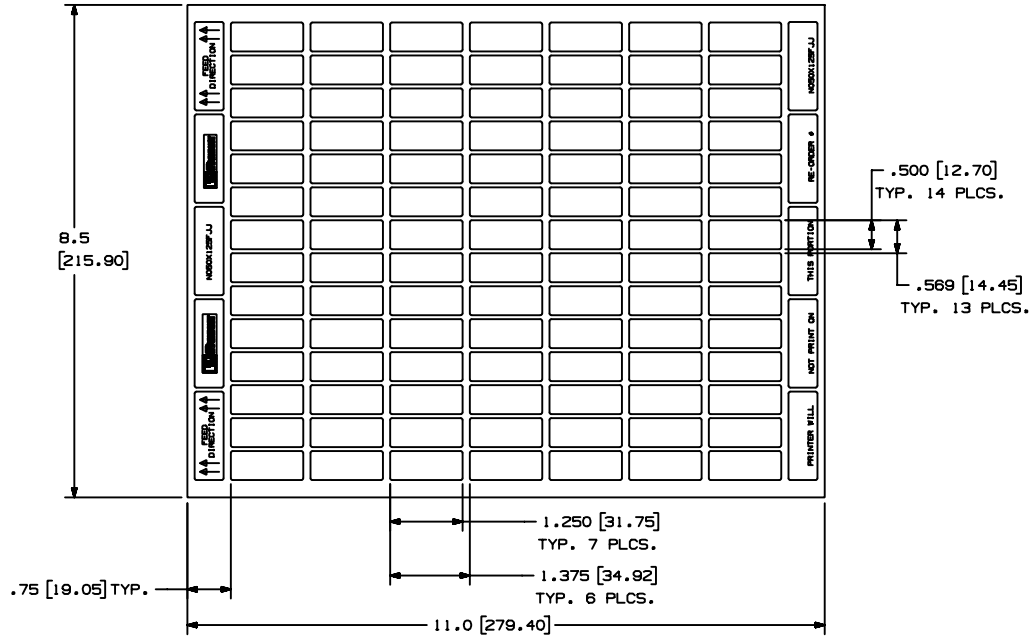 FEED
DIRECTION
N050X125FJJ
RE-ORDER #
.500 [12.70]
TYP. 14 PLCS.
8.5
[215.90]
N050X125FJJ
THIS PORTION
.569 [14.45]
TYP. 13 PLCS.
NOT PRINT ON
FEED
DIRECTION
PRINTER WILL
1.250 [31.75]
TYP. 7 PLCS.
.75 [19.05] TYP.
1.375 [34.92]
TYP. 6 PLCS.
11.0 [279.40]